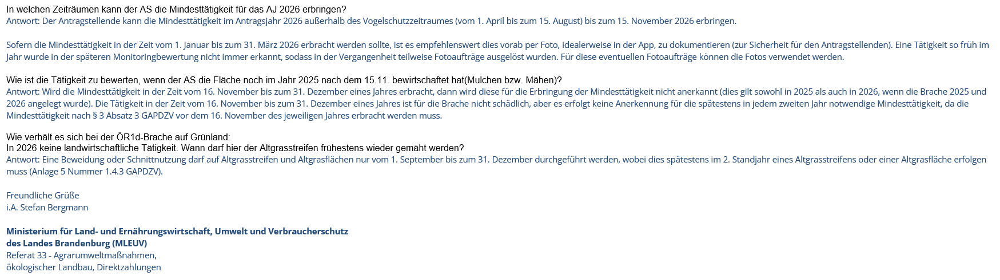 In welchen Zeiträumen kann der AS die Mindesttätigkeit für das AJ 2026 erbringen?
Antwort: Der Antragstellende kann die Mindesttätigkeit im Antragsjahr 2026 außerhalb des Vogelschutzzeitraumes (vom 1. April bis zum 15. August) bis zum 15. November 2026 erbringen.
Sofern die Mindesttätigkeit in der Zeit vom 1. Januar bis zum 31. März 2026 erbracht werden sollte, ist es empfehlenswert dies vorab per Foto, idealerweise in der App, zu dokumentieren (zur Sicherheit für den Antragstellenden). Eine Tätigkeit so früh im
Jahr wurde in der späteren Monitoringbewertung nicht immer erkannt, sodass in der Vergangenheit teilweise Fotoaufträge ausgelöst wurden. Für diese eventuellen Fotoaufträge können die Fotos verwendet werden.
Wie ist die Tätigkeit zu bewerten, wenn der AS die Fläche noch im Jahr 2025 nach dem 15.11. bewirtschaftet hat(Mulchen bzw. Mähen)?
Antwort: Wird die Mindesttätigkeit in der Zeit vom 16. November bis zum 31. Dezember eines Jahres erbracht, dann wird diese für die Erbringung der Mindesttätigkeit nicht anerkannt (dies gilt sowohl in 2025 als auch in 2026, wenn die Brache 2025 und
2026 angelegt wurde). Die Tätigkeit in der Zeit vom 16. November bis zum 31. Dezember eines Jahres ist für die Brache nicht schädlich, aber es erfolgt keine Anerkennung für die spätestens in jedem zweiten Jahr notwendige Mindesttätigkeit, da die
Mindesttätigkeit nach § 3 Absatz 3 GAPDZV vor dem 16. November des jeweiligen Jahres erbracht werden muss.
Wie verhält es sich bei der ÖR1d-Brache auf Grünland:
In 2026 keine landwirtschaftliche Tätigkeit. Wann darf hier der Altgrasstreifen frühestens wieder gemäht werden?
Antwort: Eine Beweidung oder Schnittnutzung darf auf Altgrasstreifen und Altgrasflächen nur vom 1. September bis zum 31. Dezember durchgeführt werden, wobei dies spätestens im 2. Standjahr eines Altgrasstreifens oder einer Altgrasfläche erfolgen
muss (Anlage 5 Nummer 1.4.3 GAPDZV).
Freundliche Grüße
i.A. Stefan Bergmann
Ministerium für Land- und Ernährungswirtschaft, Umwelt und Verbraucherschutz
des Landes Brandenburg (MLEUV)
Referat 33 - Agrarumweltmaßnahmen,
ökologischer Landbau, Direktzahlungen